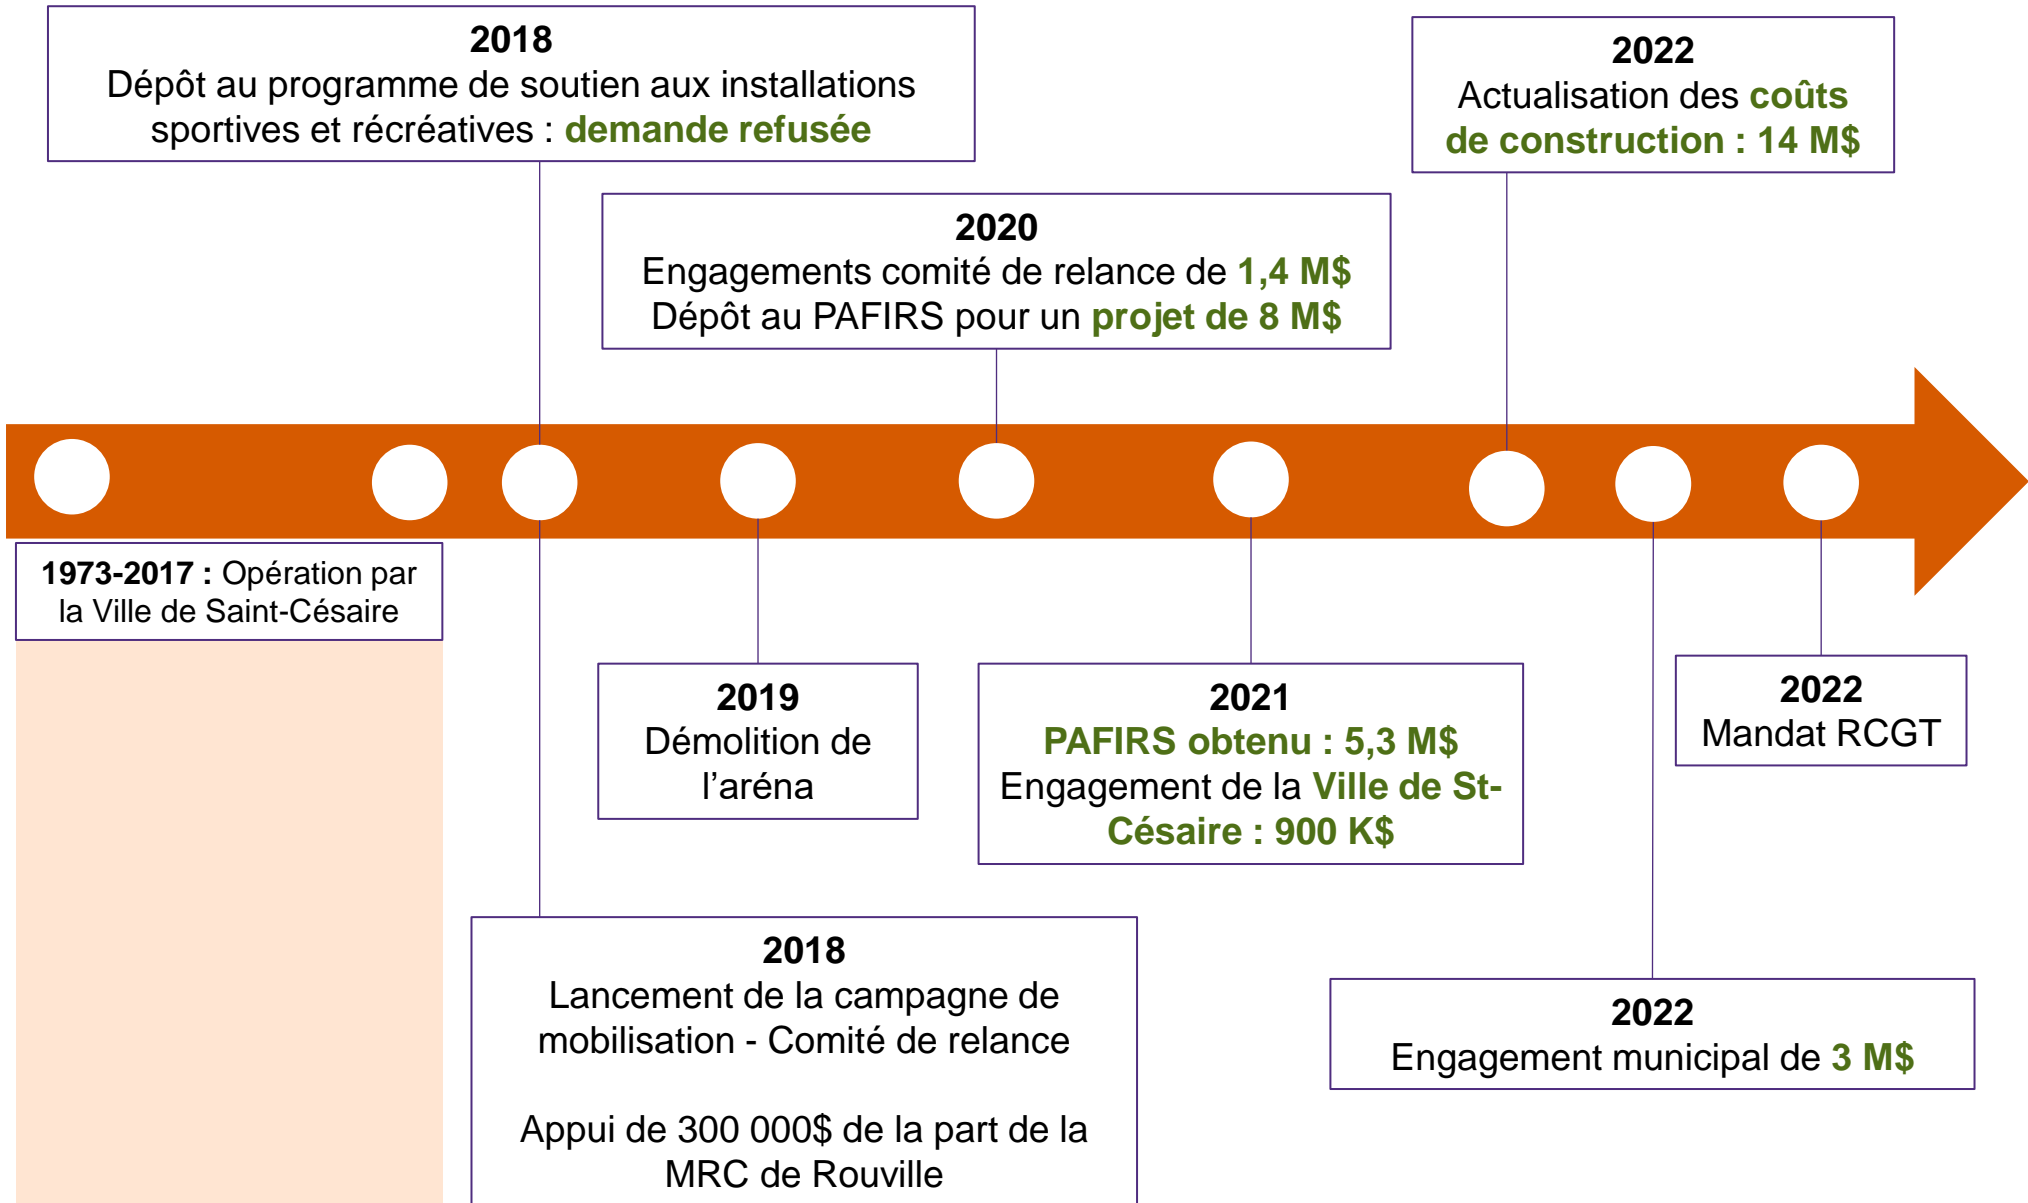 2018
Dépôt au programme de soutien aux installations
sportives et récréatives : demande refusée
2022
Actualisation des coûts
de construction : 14 M$
2020
Engagements comité de relance de 1,4 M$
Dépôt au PAFIRS pour un projet de 8 M$
1973-2017 : Opération par
la Ville de Saint-Césaire
2019
Démolition de
l’aréna
2021
PAFIRS obtenu : 5,3 M$
Engagement de la Ville de St-
Césaire : 900 K$
2022
Mandat RCGT
2018
Lancement de la campagne de
mobilisation - Comité de relance
Appui de 300 000$ de la part de la
MRC de Rouville
2022
Engagement municipal de 3 M$